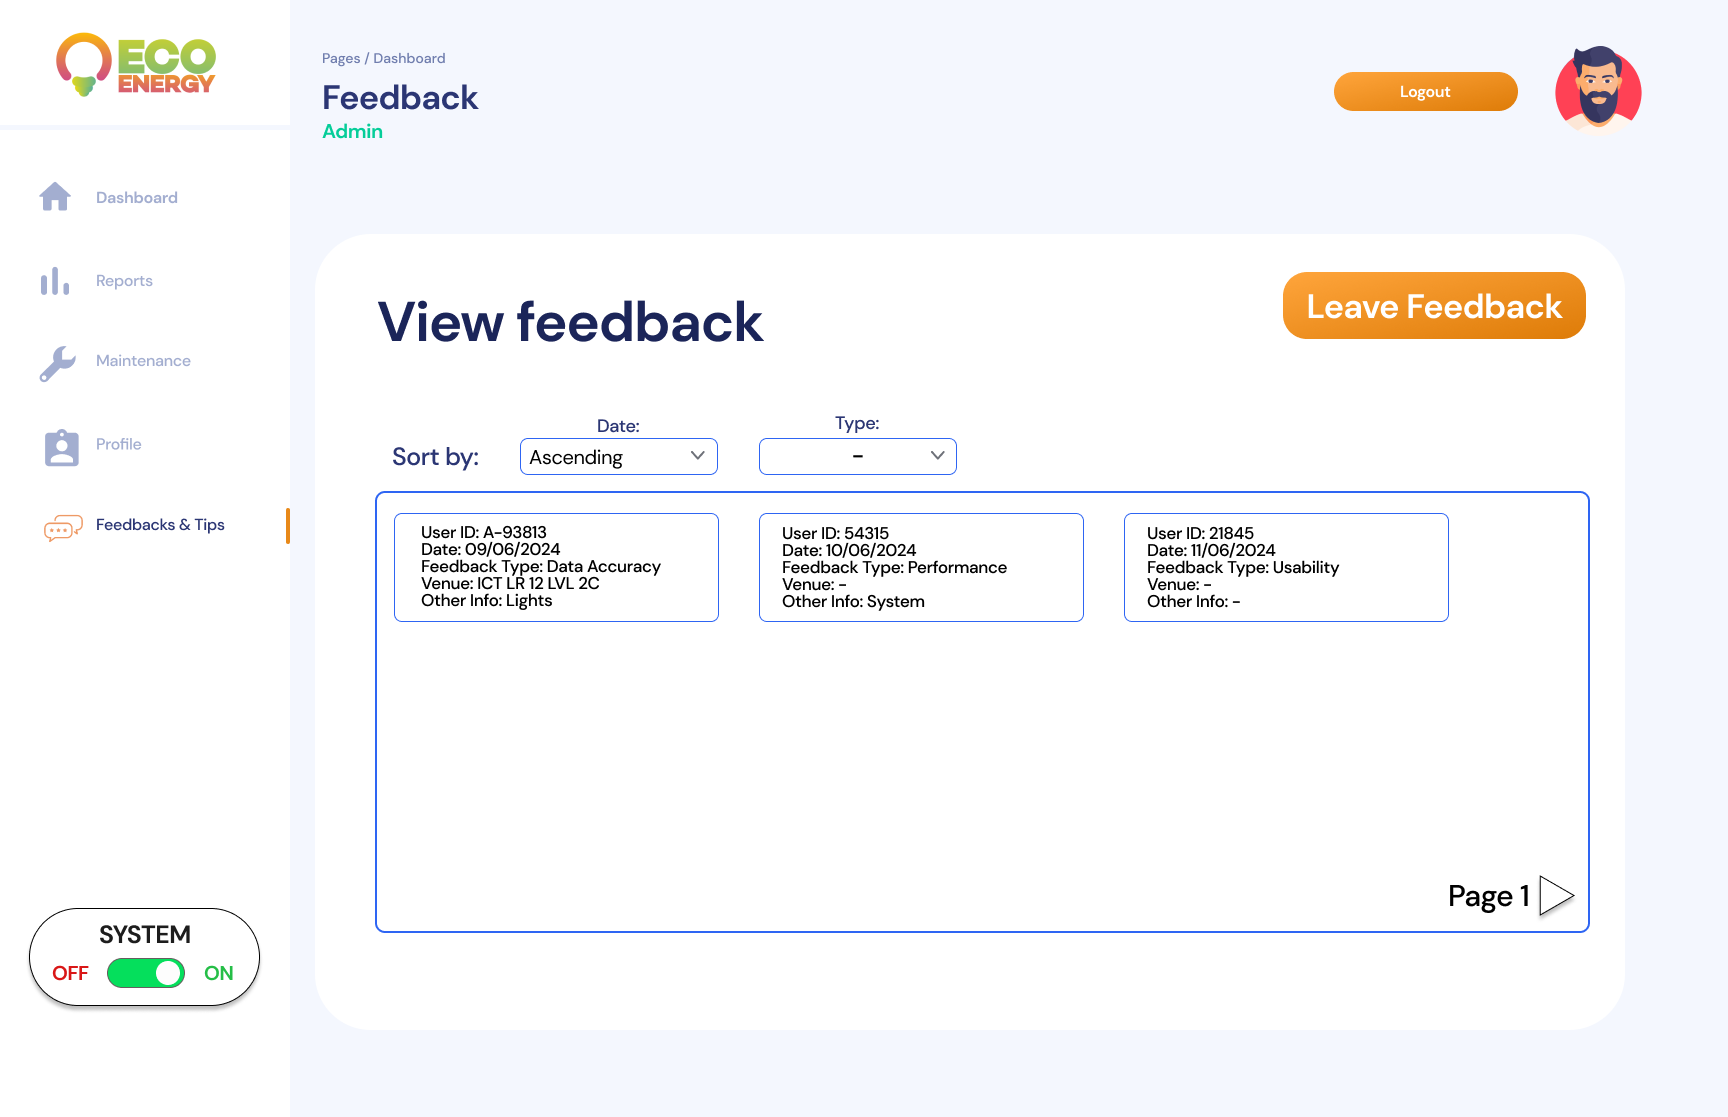 ECO
ENERGY
Pages / Dashboard
Feedback
Admin
Logout
Dashboard
Reports
Maintenance
Profile
Feedbacks & Tips
View feedback
Leave Feedback
Sort by:
Date:
Ascending
Type:
-
User ID: A-93813
Date: 09/06/2024
Feedback Type: Data Accuracy
Venue: ICT LR 12 LVL 2C
Other Info: Lights
User ID: 54315
Date: 10/06/2024
Feedback Type: Performance
Venue: -
Other Info: System
User ID: 21845
Date: 11/06/2024
Feedback Type: Usability
Venue: -
Other Info: -
Page 1
SYSTEM
OFF
ON